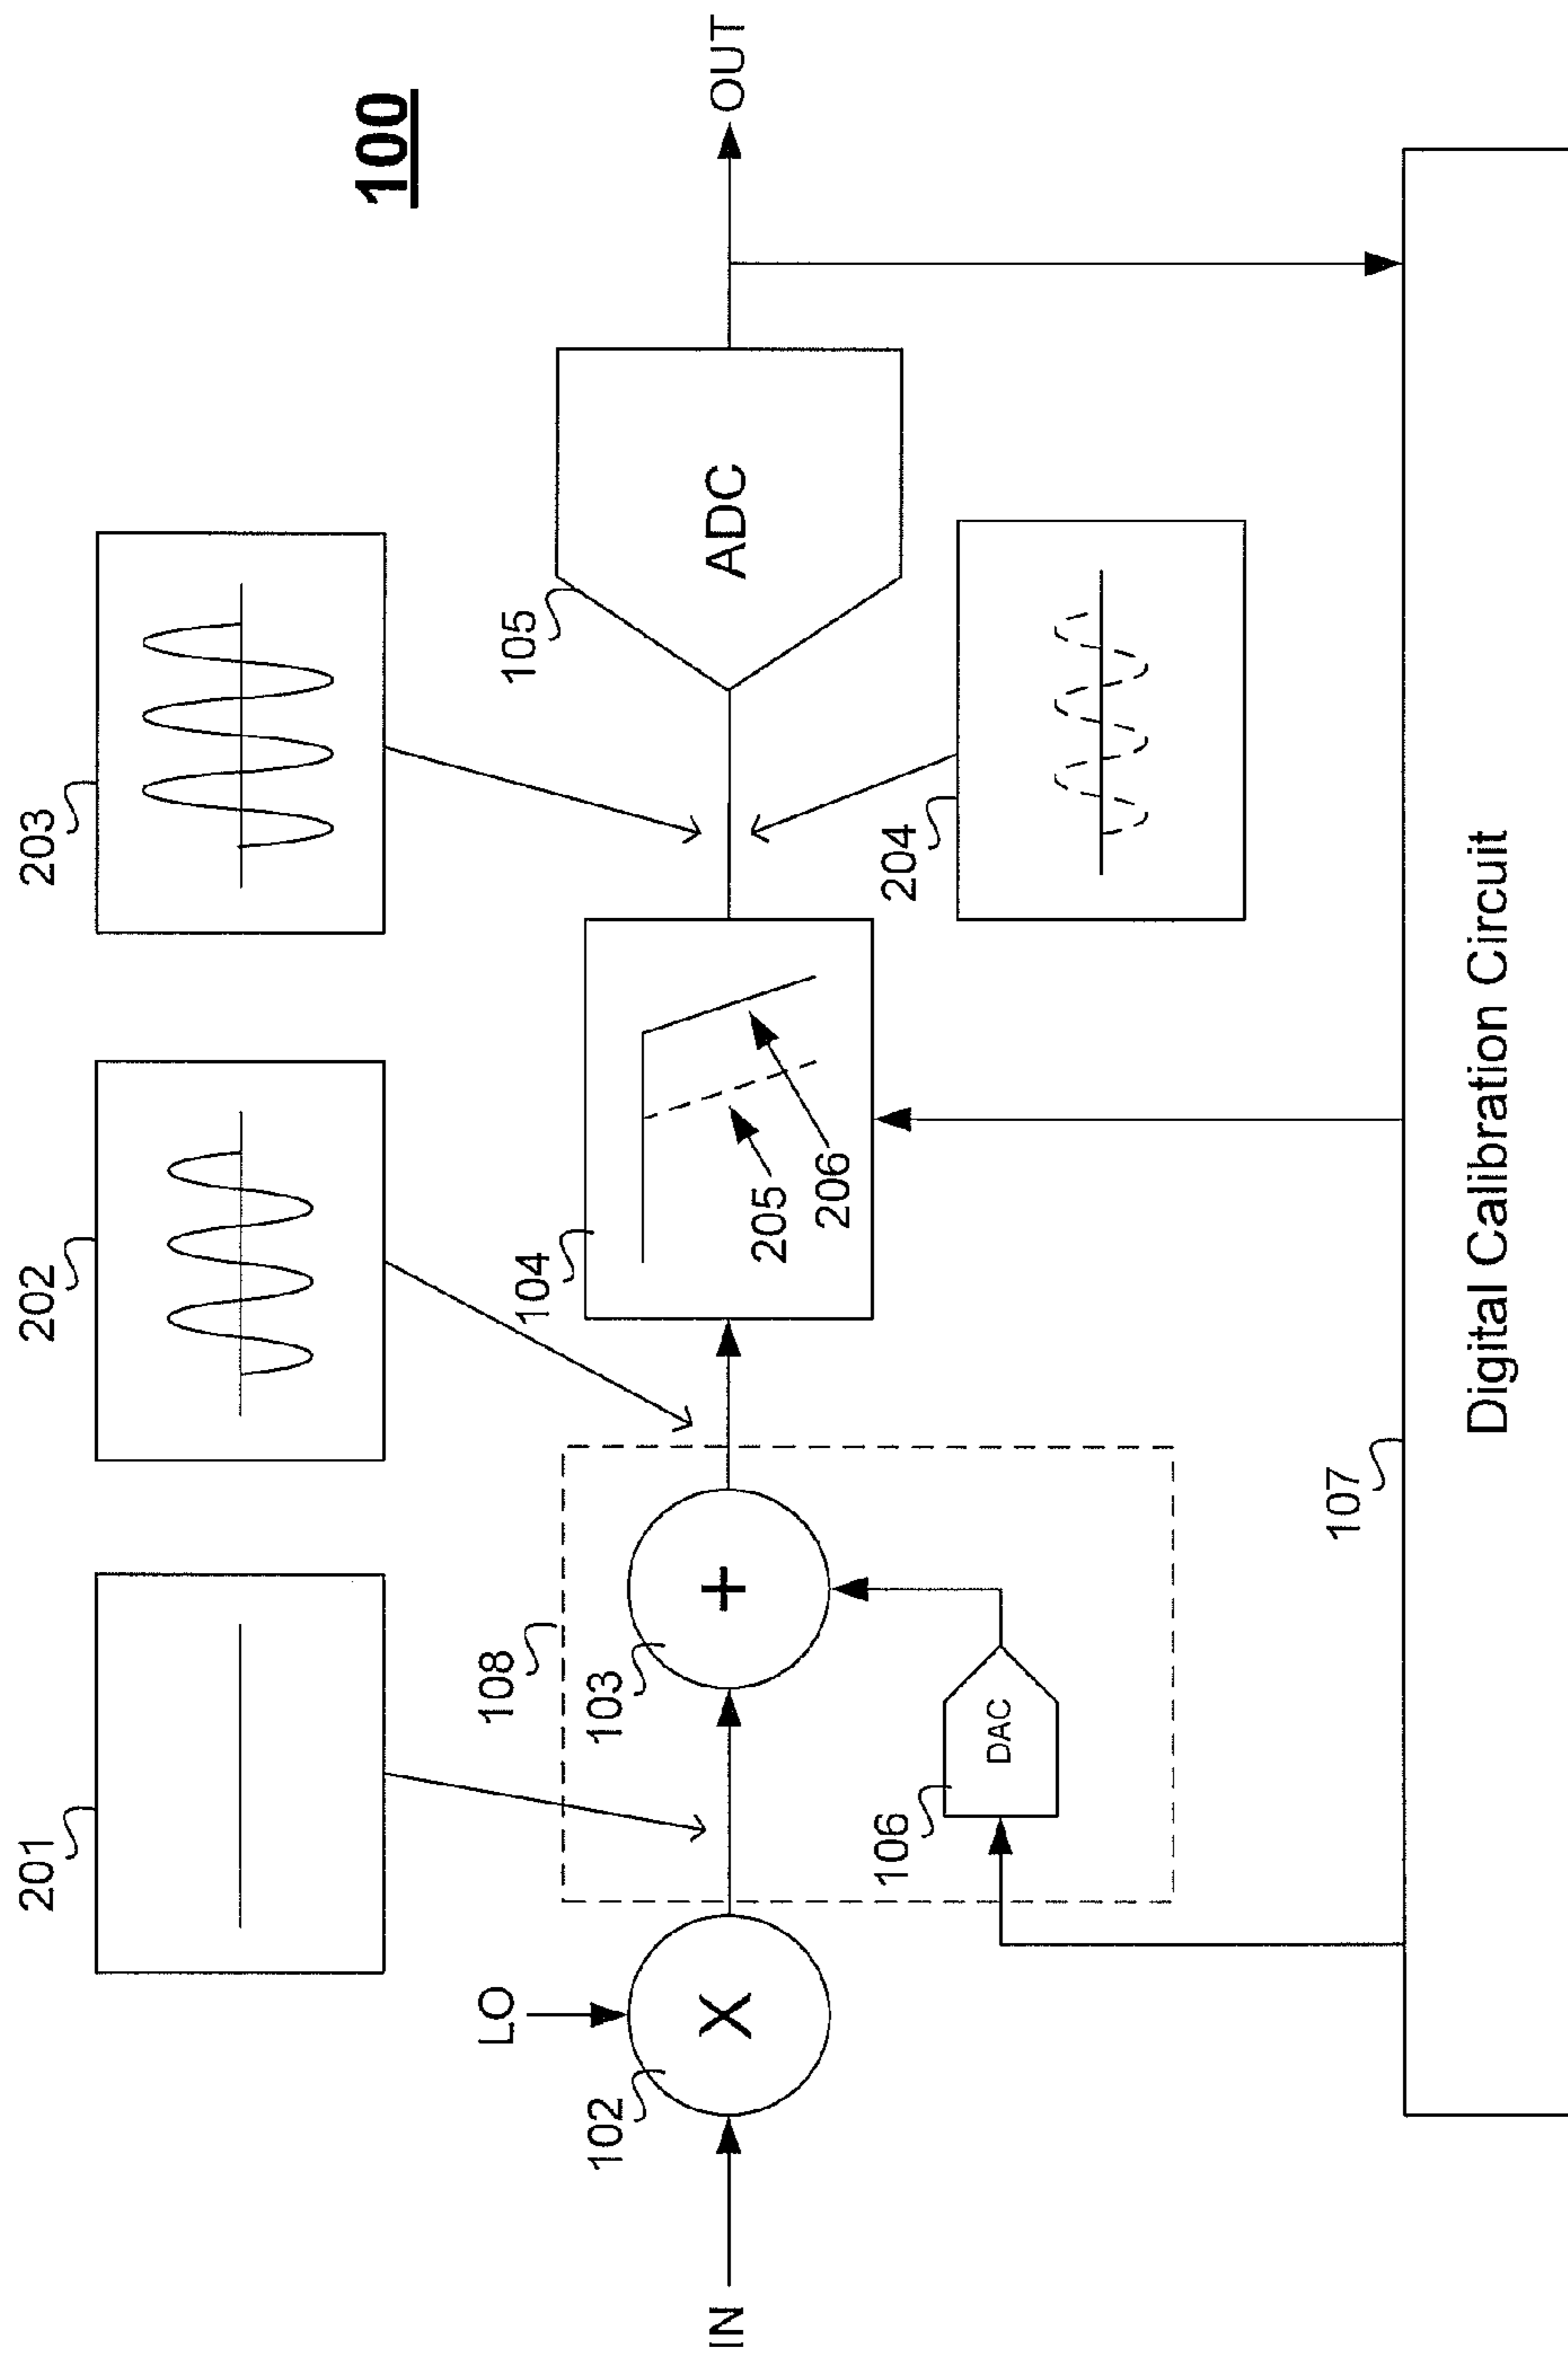 100
201
202
203
LO
108
104
105
102
103
IN
X
+
205
206
ADC
OUT
106
DAC
204
107
Digital Calibration Circuit